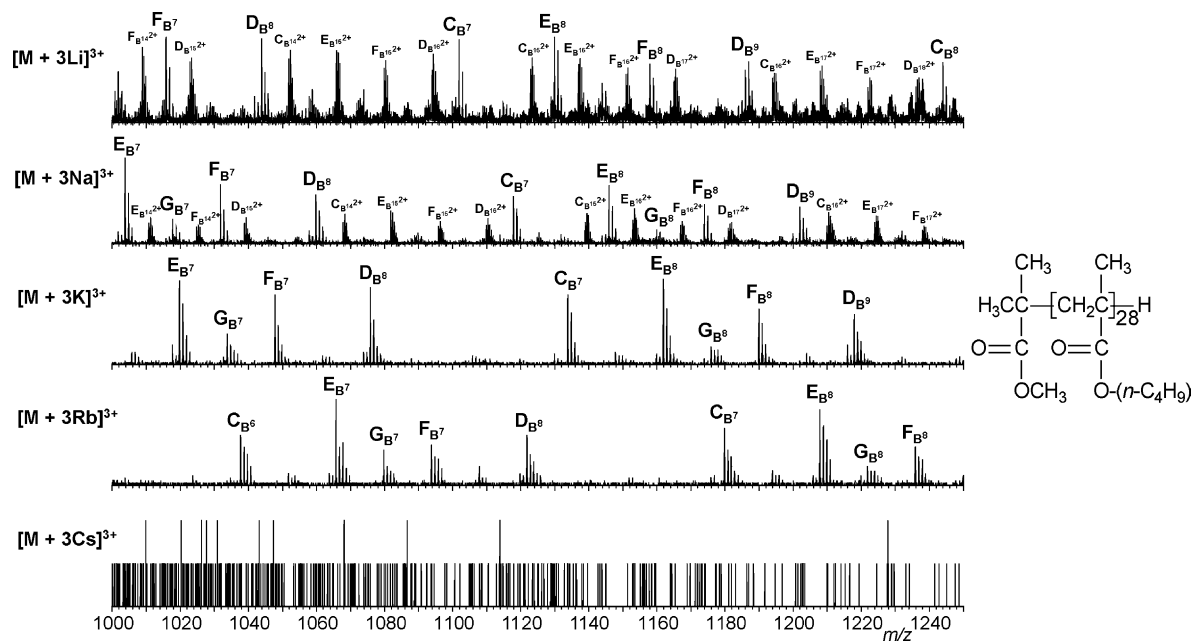 [M + 3Li]3+
FB14 2+ FB7 DB15 2+ DB8 CB14 2+ EB15 2+ FB15 2+ DB16 2+ CB7 CB15 2+ EB8 EB16 2+ FB16 2+ FB8 DB17 2+ DB9 CB16 2+ EB17 2+ FB17 2+ DB18 2+ CB8
[M + 3Na]3+
EB7 EB14 2+ GB7 FB14 2+ FB7 DB15 2+ DB8 CB14 2+ EB15 2+ FB15 2+ DB16 2+ CB7 CB15 2+ EB8 EB16 2+ GB8 FB16 2+ FB8 DB17 2+ DB9 CB16 2+ EB17 2+ FB17 2+
[M + 3K]3+
EB7 GB7 FB7 DB8 CB7 EB8 GB8 FB8 DB9
CH3 CH3
H3C-C-[CH2C]28-H
O=C O=C
OCH3 O-(n-C4H9)
[M + 3Rb]3+
CB6 EB7 GB7 FB7 DB8 CB7 EB8 GB8 FB8
[M + 3Cs]3+
1000 1020 1040 1060 1080 1100 1120 1140 1160 1180 1200 1220 1240
m/z